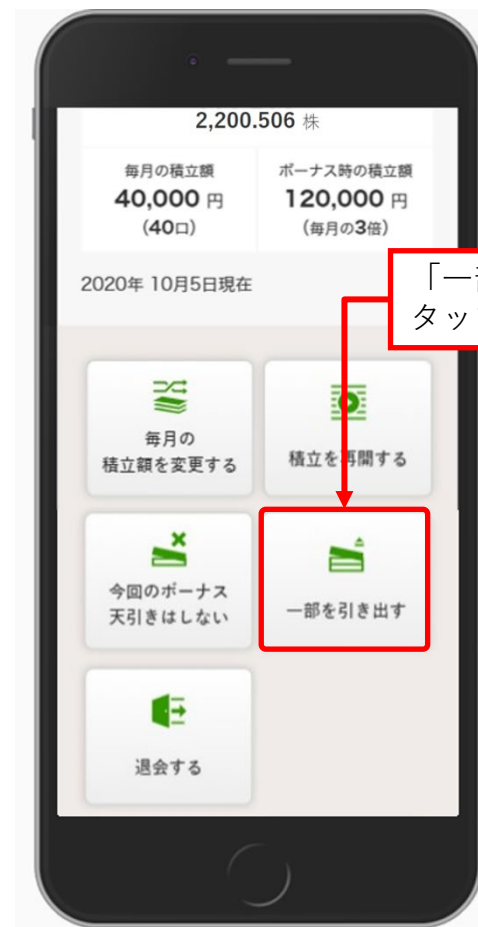 2,200.506 株
毎月の積立額
40,000 円
(40口)
ボーナス時の積立額
120,000 円
(毎月の3倍)
2020年 10月5日現在
「一部
タッ
毎月の
積立額を変更する
積立を再開する
今回のボーナス
天引きはしない
一部を引き出す
退会する